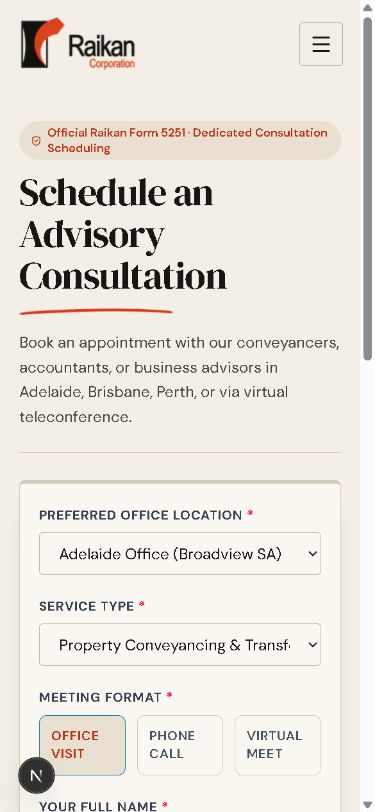 Raikan
Corporation
Official Raikan Form 5251 · Dedicated Consultation
Scheduling
Schedule an
Advisory
Consultation
Book an appointment with our conveyancers,
accountants, or business advisors in
Adelaide, Brisbane, Perth, or via virtual
teleconference.
PREFERRED OFFICE LOCATION *
Adelaide Office (Broadview SA)
SERVICE TYPE *
Property Conveyancing & Transf
MEETING FORMAT *
OFFICE VISIT
PHONE CALL
VIRTUAL MEET
N
YOUR FULL NAME *